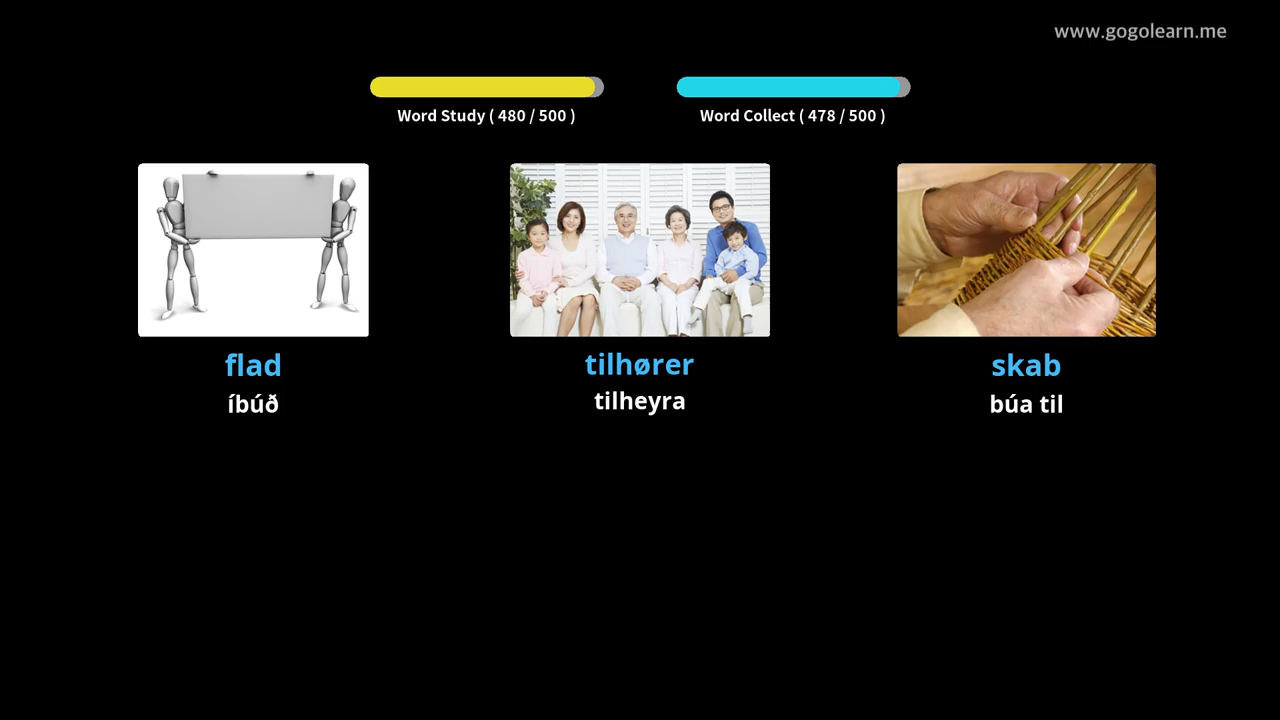 www.gogolearn.me
Word Study ( 480 / 500 )
Word Collect ( 478 / 500 )
flad
tilhører
skab
íbúð
tilheyra
búa til